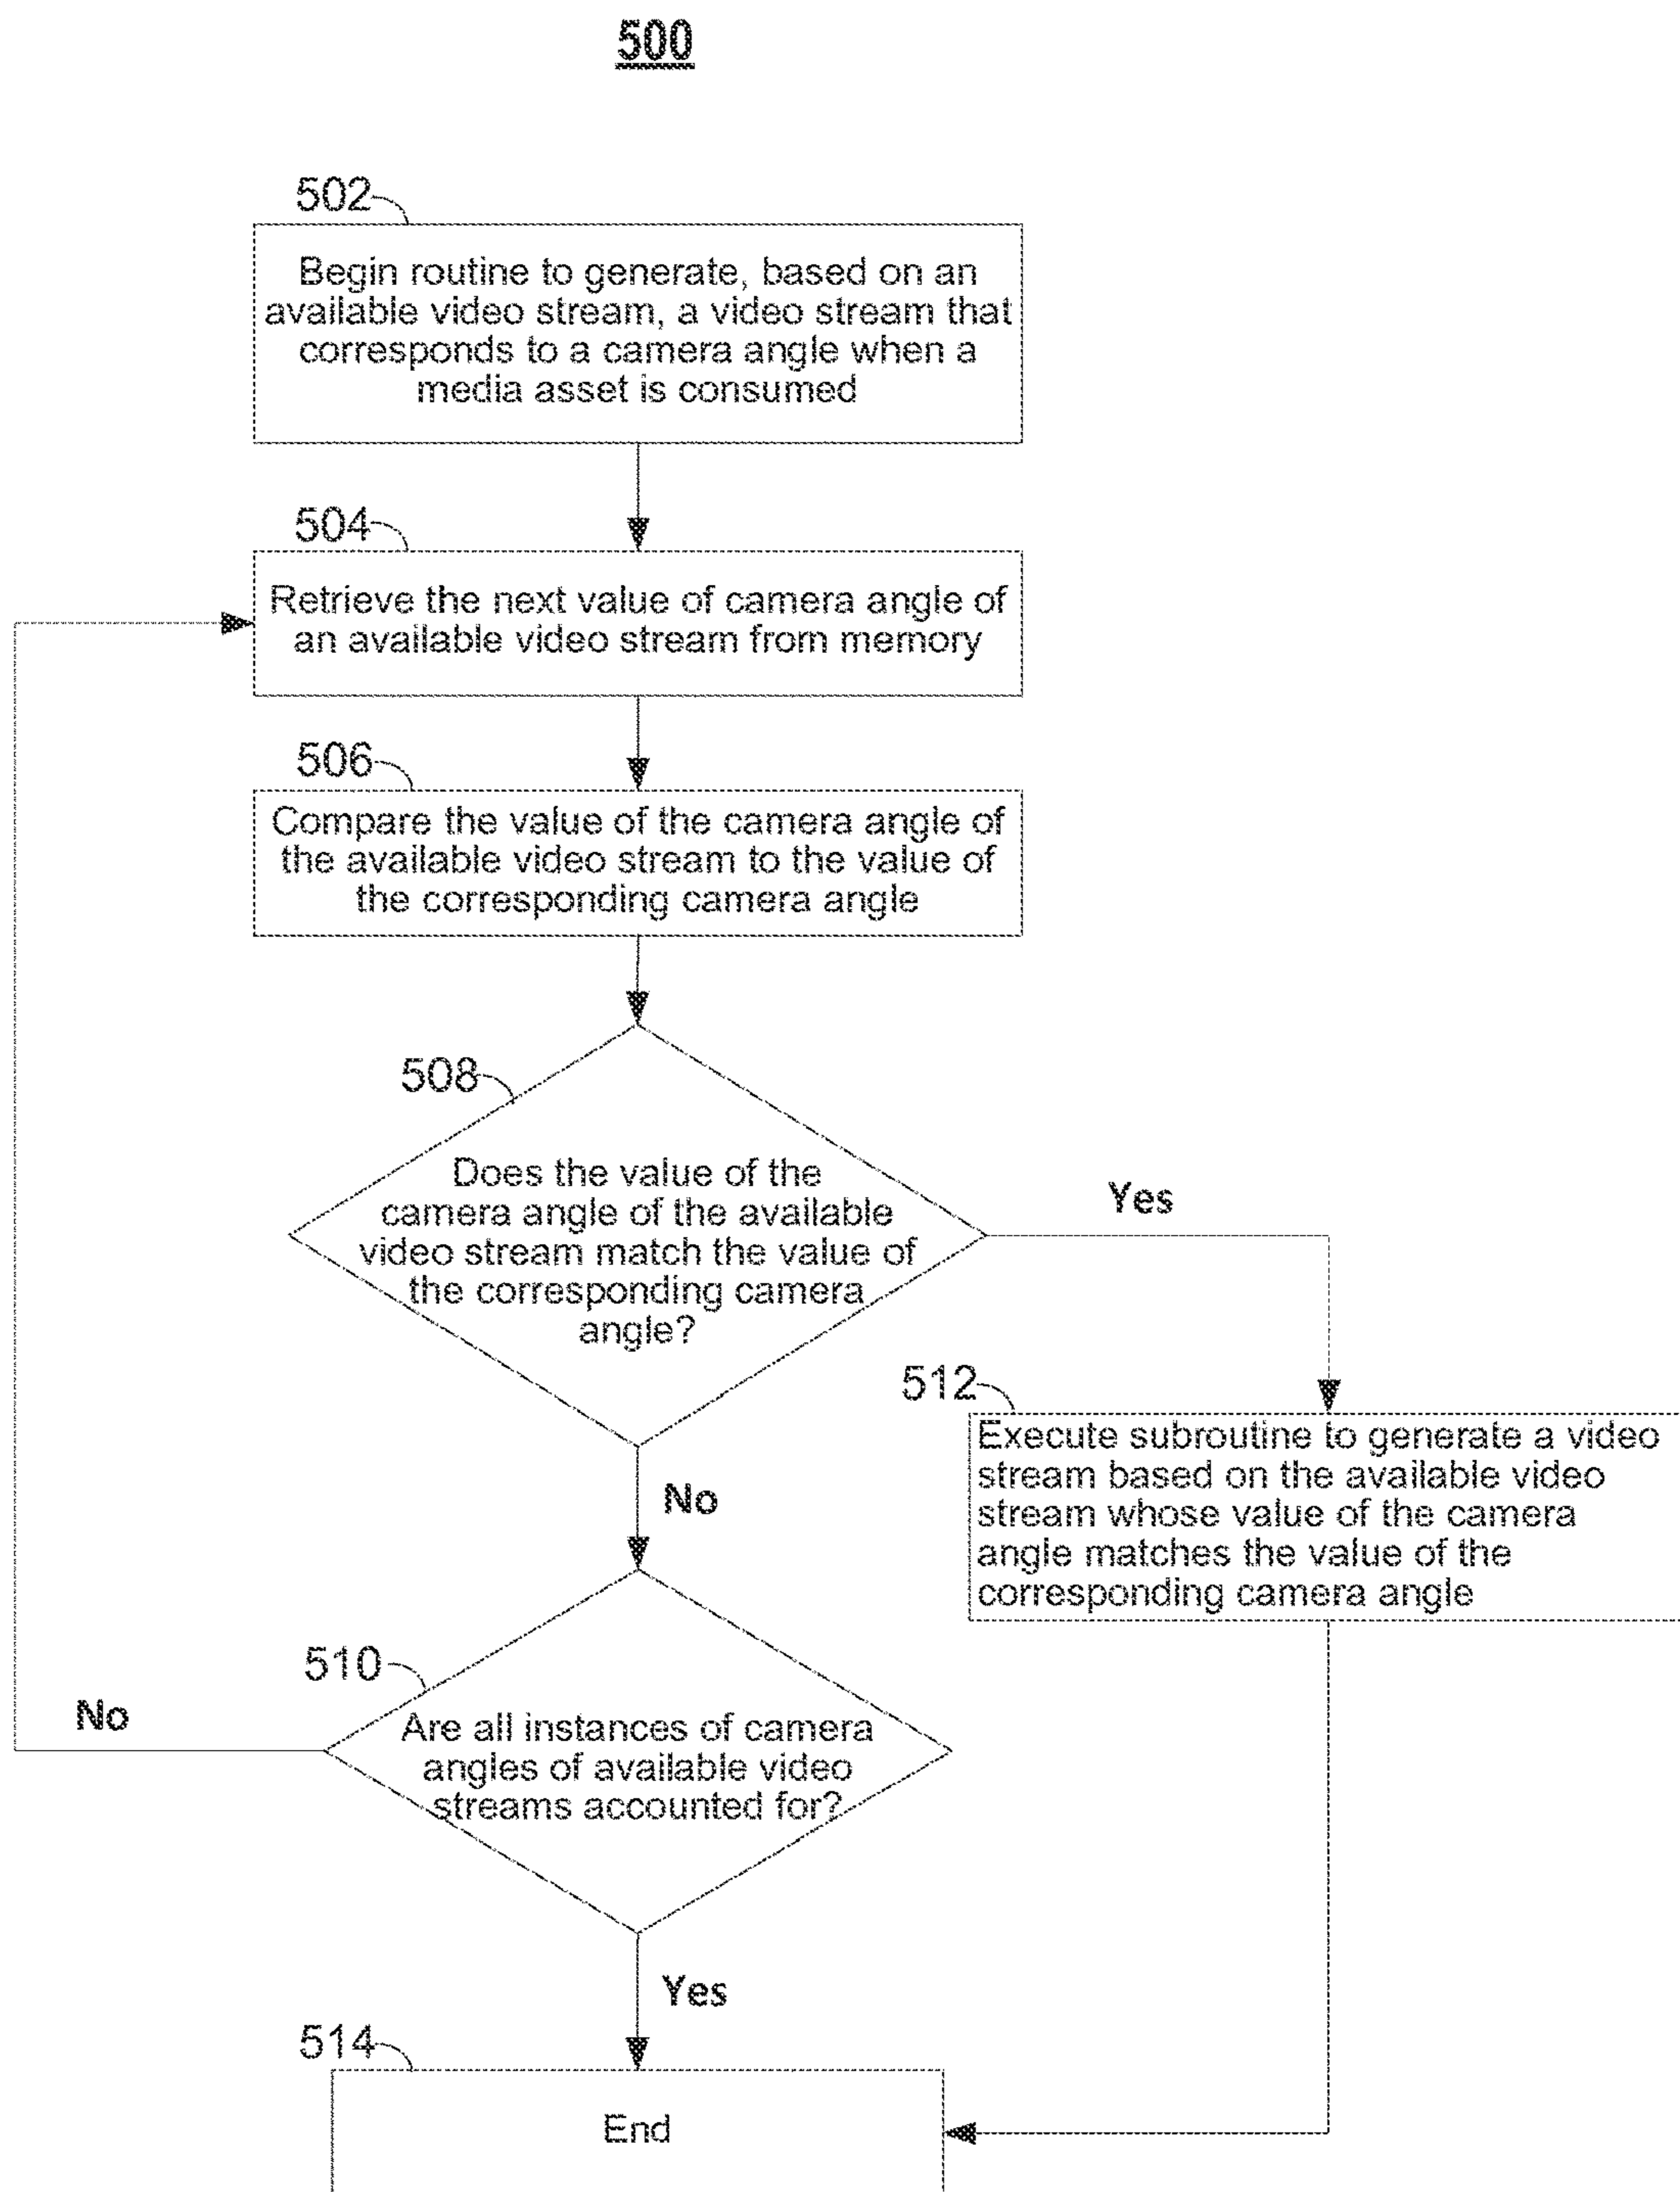 500
502
Begin routine to generate, based on an
available video stream, a video stream that
corresponds to a camera angle when a
media asset is consumed
504
Retrieve the next value of camera angle of
an available video stream from memory
506
Compare the value of the camera angle of
the available video stream to the value of
the corresponding camera angle
508
Does the value of the
camera angle of the available
video stream match the value of
the corresponding camera
angle?
Yes
No
512
Execute subroutine to generate a video
stream based on the available video
stream whose value of the camera
angle matches the value of the
corresponding camera angle
510
Are all instances of camera
angles of available video
streams accounted for?
No
Yes
514
End